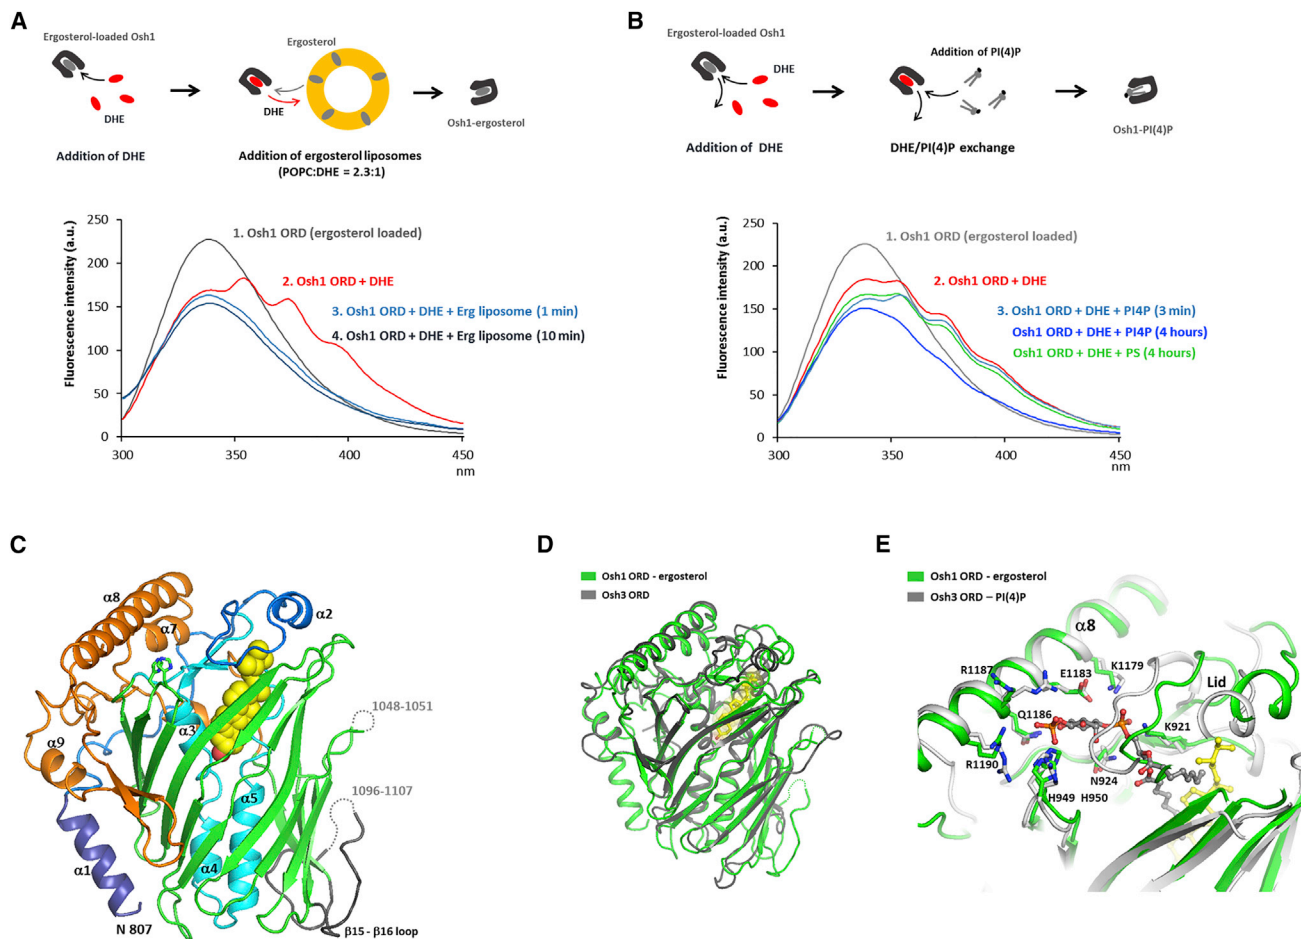 A
Ergosterol-loaded Osh1
DHE
Addition of DHE
Ergosterol
DHE
Addition of ergosterol liposomes
(POPC:DHE = 2.3:1)
Osh1-ergosterol
Fluorescence intensity (a.u.)
250
200
150
100
50
0
300
350
400
450
nm
1. Osh1 ORD (ergosterol loaded)
2. Osh1 ORD + DHE
3. Osh1 ORD + DHE + Erg liposome (1 min)
4. Osh1 ORD + DHE + Erg liposome (10 min)
B
Ergosterol-loaded Osh1
DHE
Addition of DHE
Addition of PI(4)P
DHE/PI(4)P exchange
Osh1-PI(4)P
Fluorescence intensity (a.u.)
250
200
150
100
50
0
300
350
400
450
nm
1. Osh1 ORD (ergosterol loaded)
2. Osh1 ORD + DHE
3. Osh1 ORD + DHE + PI4P (3 min)
Osh1 ORD + DHE + PI4P (4 hours)
Osh1 ORD + DHE + PS (4 hours)
C
α8
α7
α2
α3
α9
1048-1051
1096-1107
α5
α4
α1
N 807
β15 - β16 loop
D
Osh1 ORD - ergosterol
Osh3 ORD
E
Osh1 ORD - ergosterol
Osh3 ORD – PI(4)P
α8
R1187
E1183
K1179
Lid
Q1186
K921
R1190
N924
H949
H950